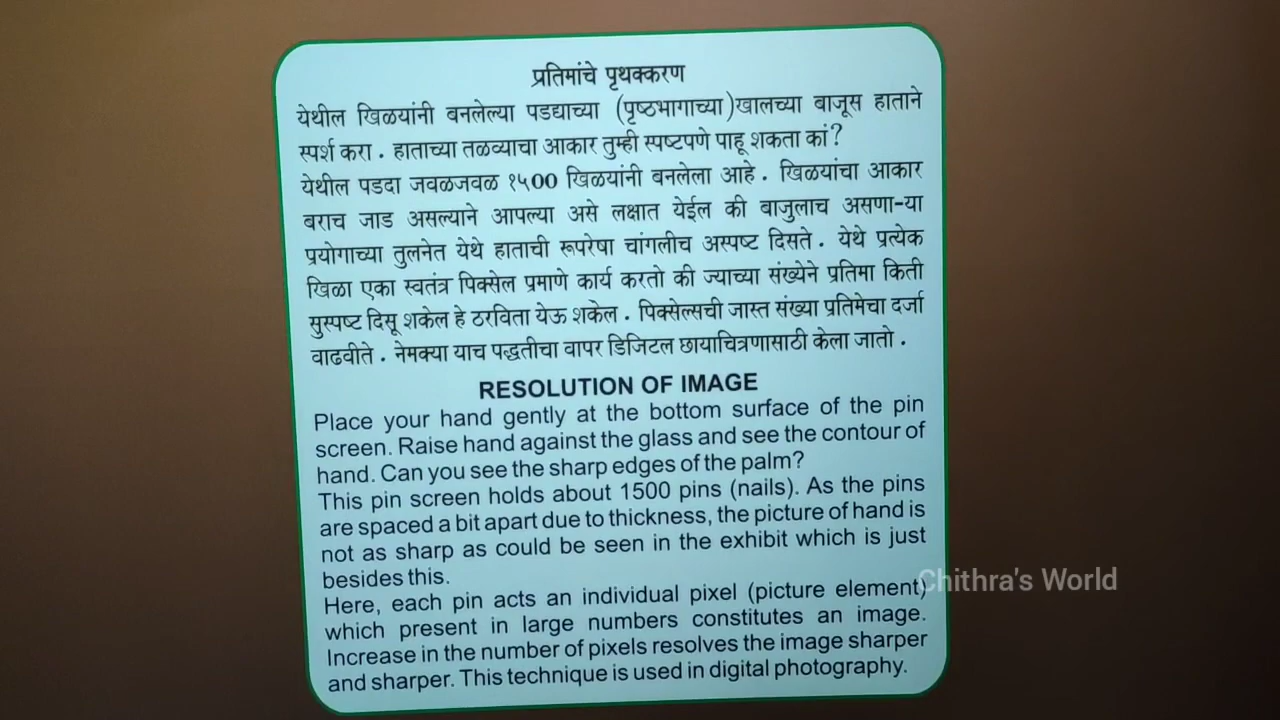 प्रतिमांचे पृथक्करण
येथील खिळयांनी बनलेल्या पडद्याच्या (पृष्ठभागाच्या)खालच्या बाजूस हाताने
स्पर्श करा . हाताच्या तळव्याचा आकार तुम्ही स्पष्टपणे पाहू शकता कां?
येथील पडदा जवळजवळ १५00 खिळयांनी बनलेला आहे . खिळयांचा आकार
बराच जाड असल्याने आपल्या असे लक्षात येईल की बाजुलाच असणा-या
प्रयोगाच्या तुलनेत येथे हाताची रूपरेषा चांगलीच अस्पष्ट दिसते . येथे प्रत्येक
खिळा एका स्वतंत्र पिक्सेल प्रमाणे कार्य करतो की ज्याच्या संख्येने प्रतिमा किती
सुस्पष्ट दिसू शकेल हे ठरविता येऊ शकेल . पिक्सेल्सची जास्त संख्या प्रतिमेचा दर्जा
वाढवीते . नेमक्या याच पद्धतीचा वापर डिजिटल छायाचित्रणासाठी केला जातो .
RESOLUTION OF IMAGE
Place your hand gently at the bottom surface of the pin
screen. Raise hand against the glass and see the contour of
hand. Can you see the sharp edges of the palm?
This pin screen holds about 1500 pins (nails). As the pins
are spaced a bit apart due to thickness, the picture of hand is
not as sharp as could be seen in the exhibit which is just
besides this.
Here, each pin acts an individual pixel (picture element)
which present in large numbers constitutes an image.
Increase in the number of pixels resolves the image sharper
and sharper. This technique is used in digital photography.
Chithra's World